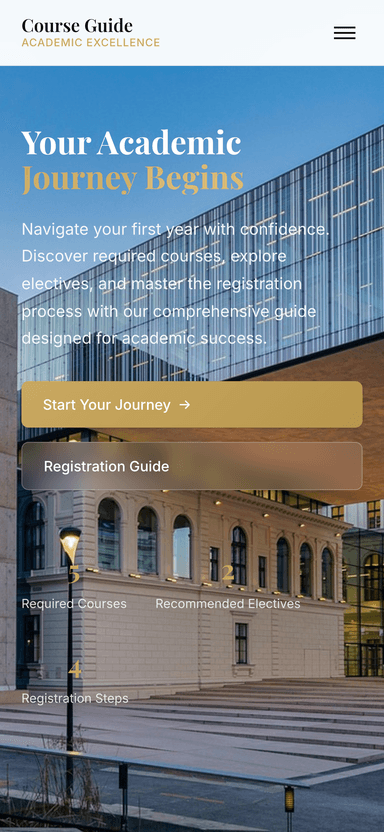 Course Guide
ACADEMIC EXCELLENCE
Your Academic
Journey Begins
Navigate your first year with confidence.
Discover required courses, explore
electives, and master the registration
process with our comprehensive guide
designed for academic success.
Start Your Journey →
Registration Guide
5
Required Courses
2
Recommended Electives
4
Registration Steps